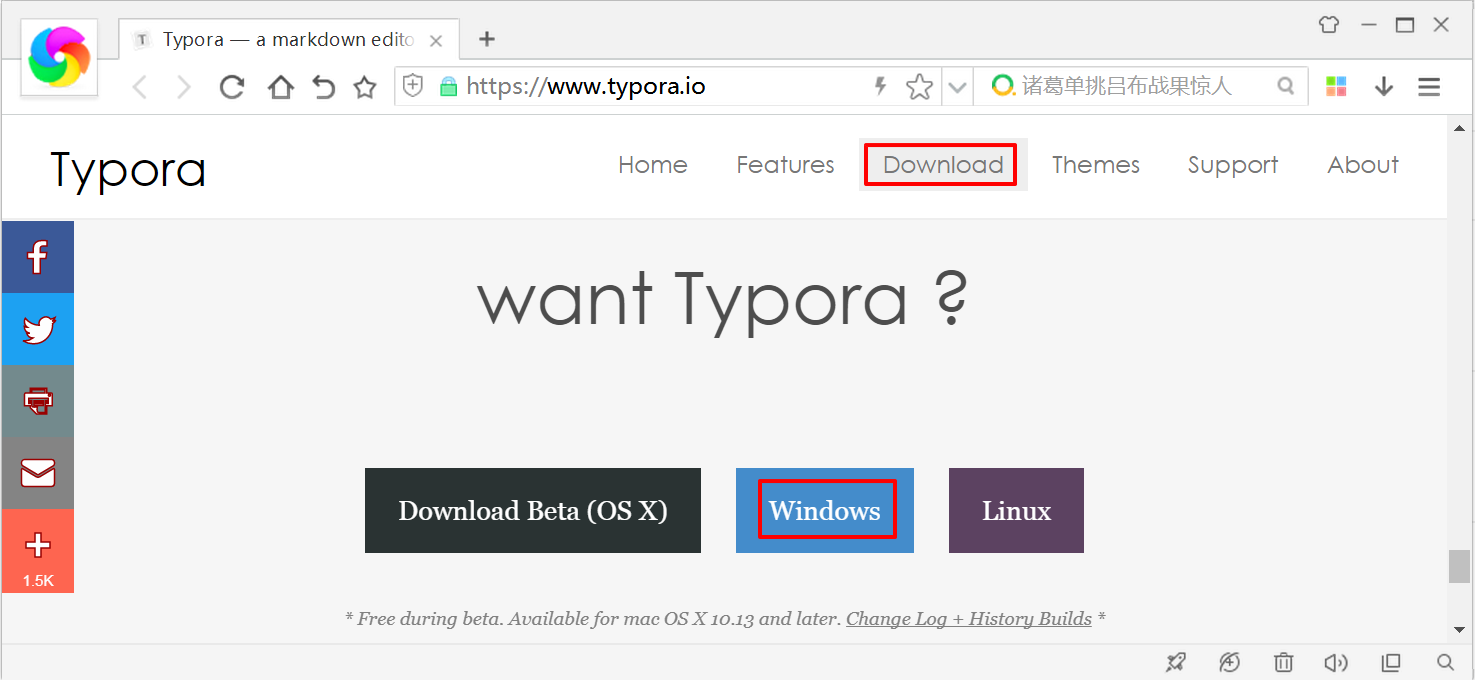 T Typora — a markdown edito
https://www.typora.io
诸葛单挑吕布战果惊人
Typora
Home Features Download Themes Support About
want Typora ?
Download Beta (OS X) Windows Linux
1.5K
* Free during beta. Available for mac OS X 10.13 and later. Change Log + History Builds *